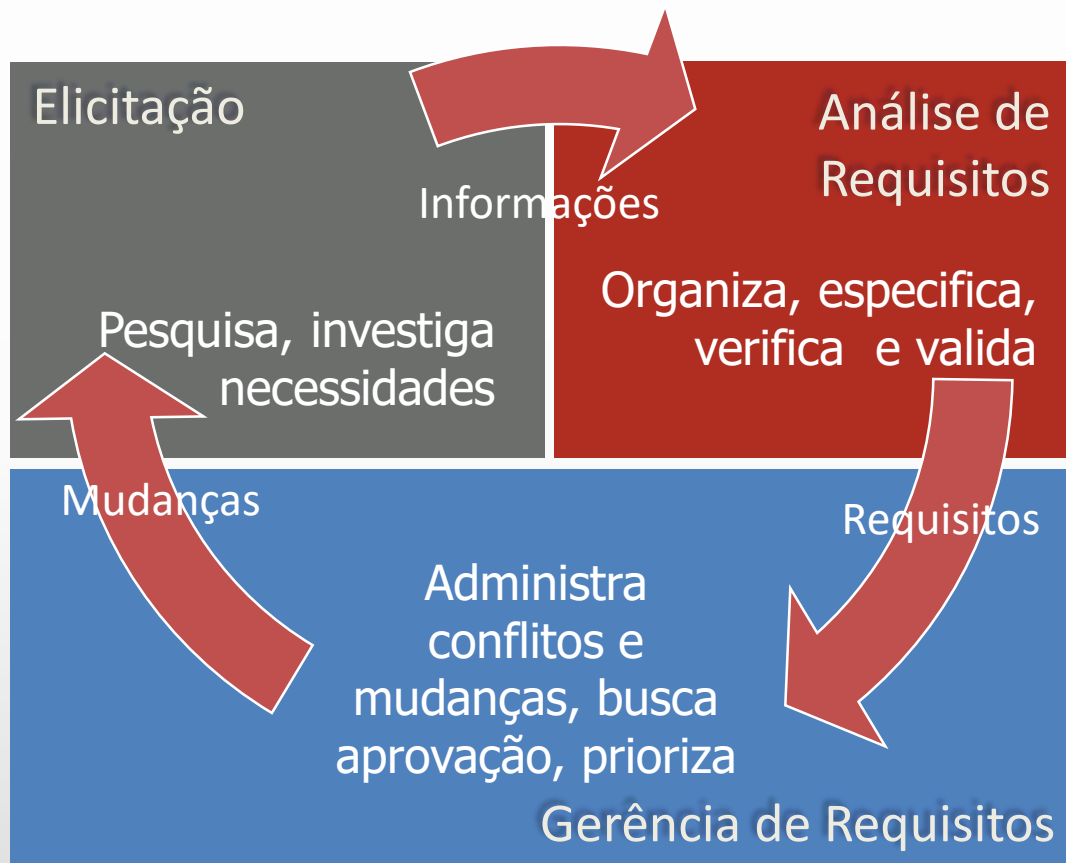 Elicitação
Informações
Pesquisa, investiga
necessidades
Análise de
Requisitos
Organiza, especifica,
verifica e valida
Mudanças
Requisitos
Administra
conflitos e
mudanças, busca
aprovação, prioriza
Gerência de Requisitos